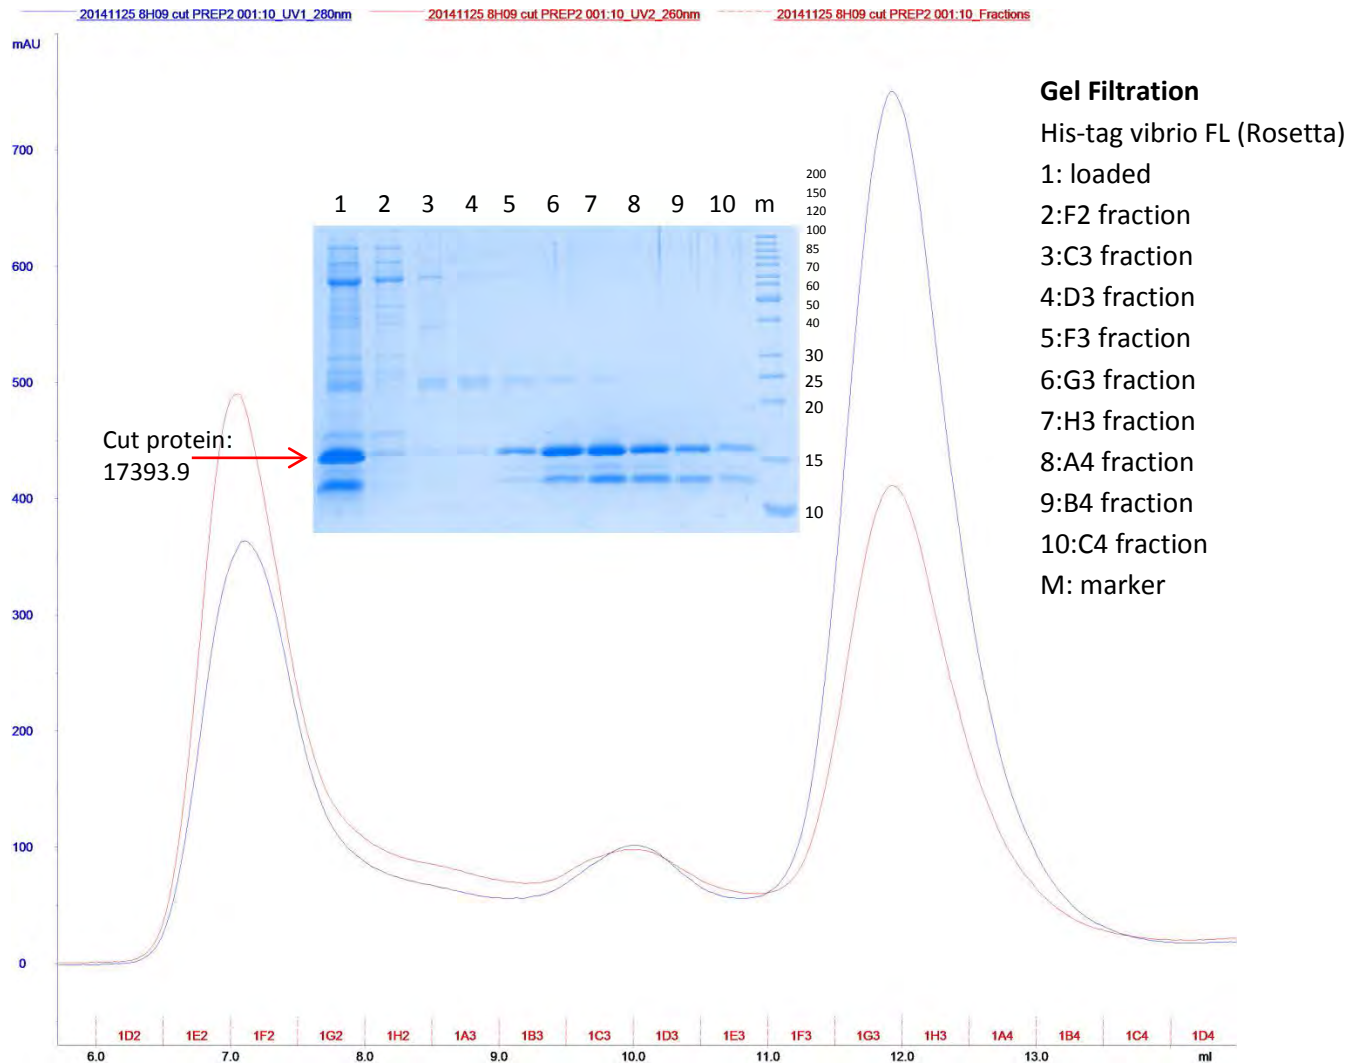 20141125 8H09 cut PREP2 001:10_UV1_280nm 20141125 8H09 cut PREP2 001:10_UV2_260nm 20141125 8H09 cut PREP2 001:10_Fractions
mAU
700
600
500
400
300
200
100
0
Gel Filtration
His-tag vibrio FL (Rosetta)
1: loaded
2:F2 fraction
3:C3 fraction
4:D3 fraction
5:F3 fraction
6:G3 fraction
7:H3 fraction
8:A4 fraction
9:B4 fraction
10:C4 fraction
M: marker
1 2 3 4 5 6 7 8 9 10 m
200
150
120
100
85
70
60
50
40
30
25
20
15
10
Cut protein:
17393.9
1D2 1E2 1F2 1G2 1H2 1A3 1B3 1C3 1D3 1E3 1F3 1G3 1H3 1A4 1B4 1C4 1D4
6.0 7.0 8.0 9.0 10.0 11.0 12.0 13.0 ml